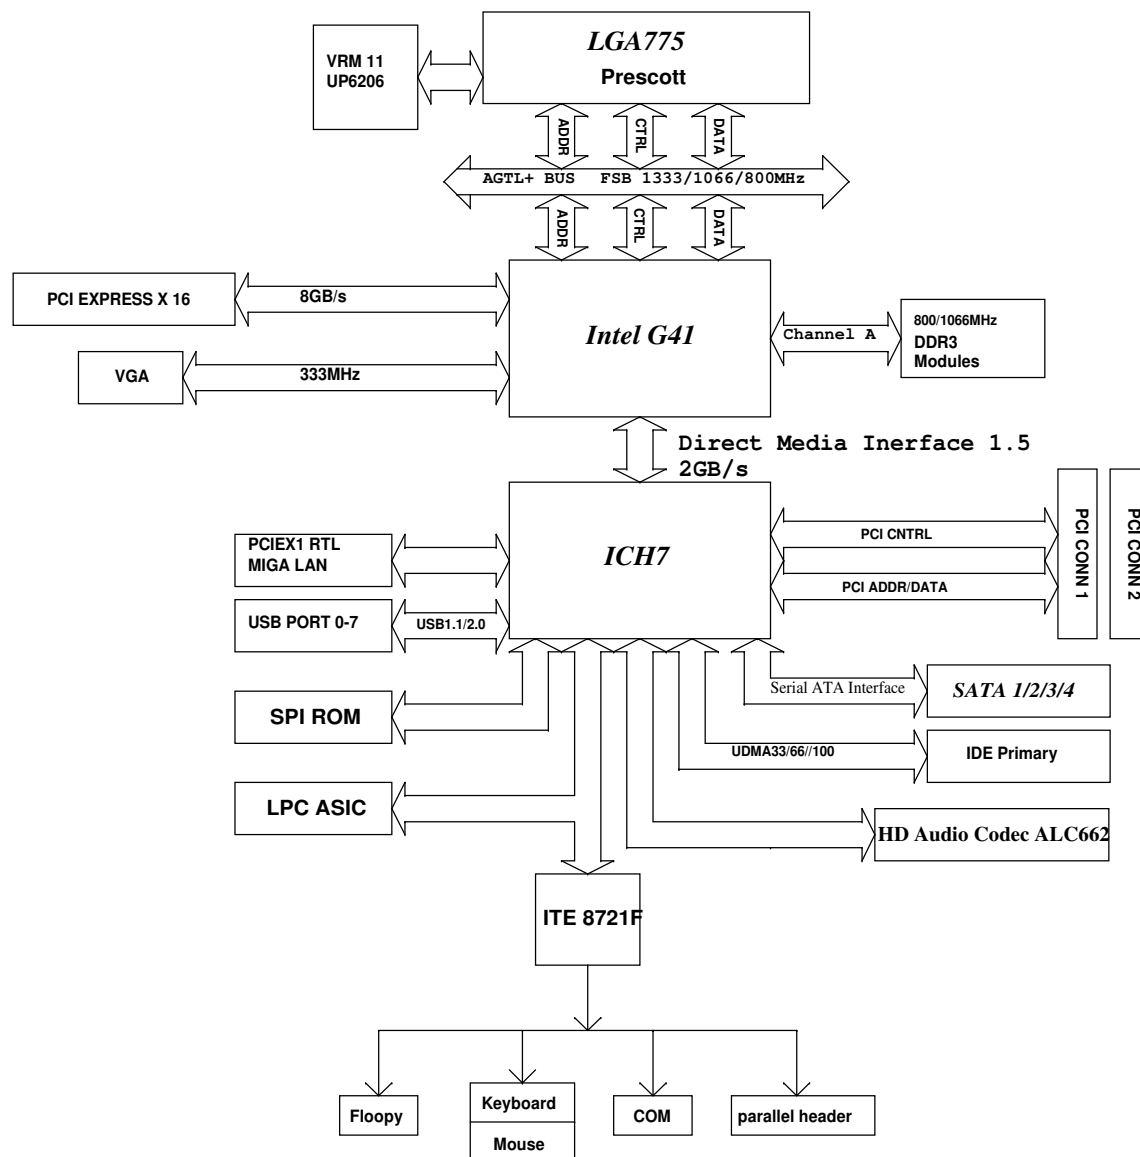 LGA775
Prescott
VRM 11
UP6206
ADDR
CTRL
DATA
AGTL+ BUS FSB 1333/1066/800MHz
ADDR
CTRL
DATA
PCI EXPRESS X 16
8GB/s
Intel G41
Channel A
800/1066MHz
DDR3
Modules
VGA
333MHz
Direct Media Inerface 1.5
2GB/s
PCIEX1 RTL
MIGA LAN
ICH7
PCI CNTRL
PCI ADDR/DATA
PCI CONN 1
PCI CONN 2
USB PORT 0-7
USB1.1/2.0
Serial ATA Interface
SATA 1/2/3/4
SPI ROM
UDMA33/66//100
IDE Primary
LPC ASIC
HD Audio Codec ALC662
ITE 8721F
Floopy
Keyboard
Mouse
COM
parallel header